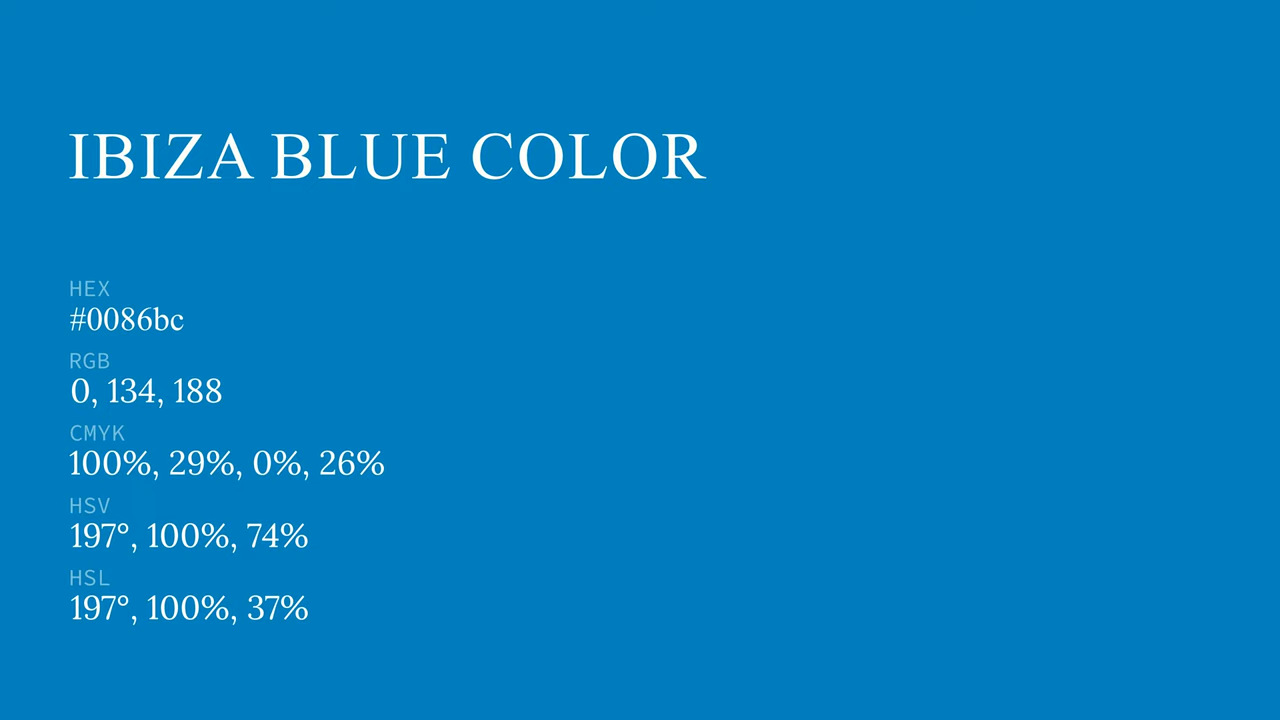 IBIZA BLUE COLOR
HEX
#0086bc
RGB
0, 134, 188
CMYK
100%, 29%, 0%, 26%
HSV
197°, 100%, 74%
HSL
197°, 100%, 37%